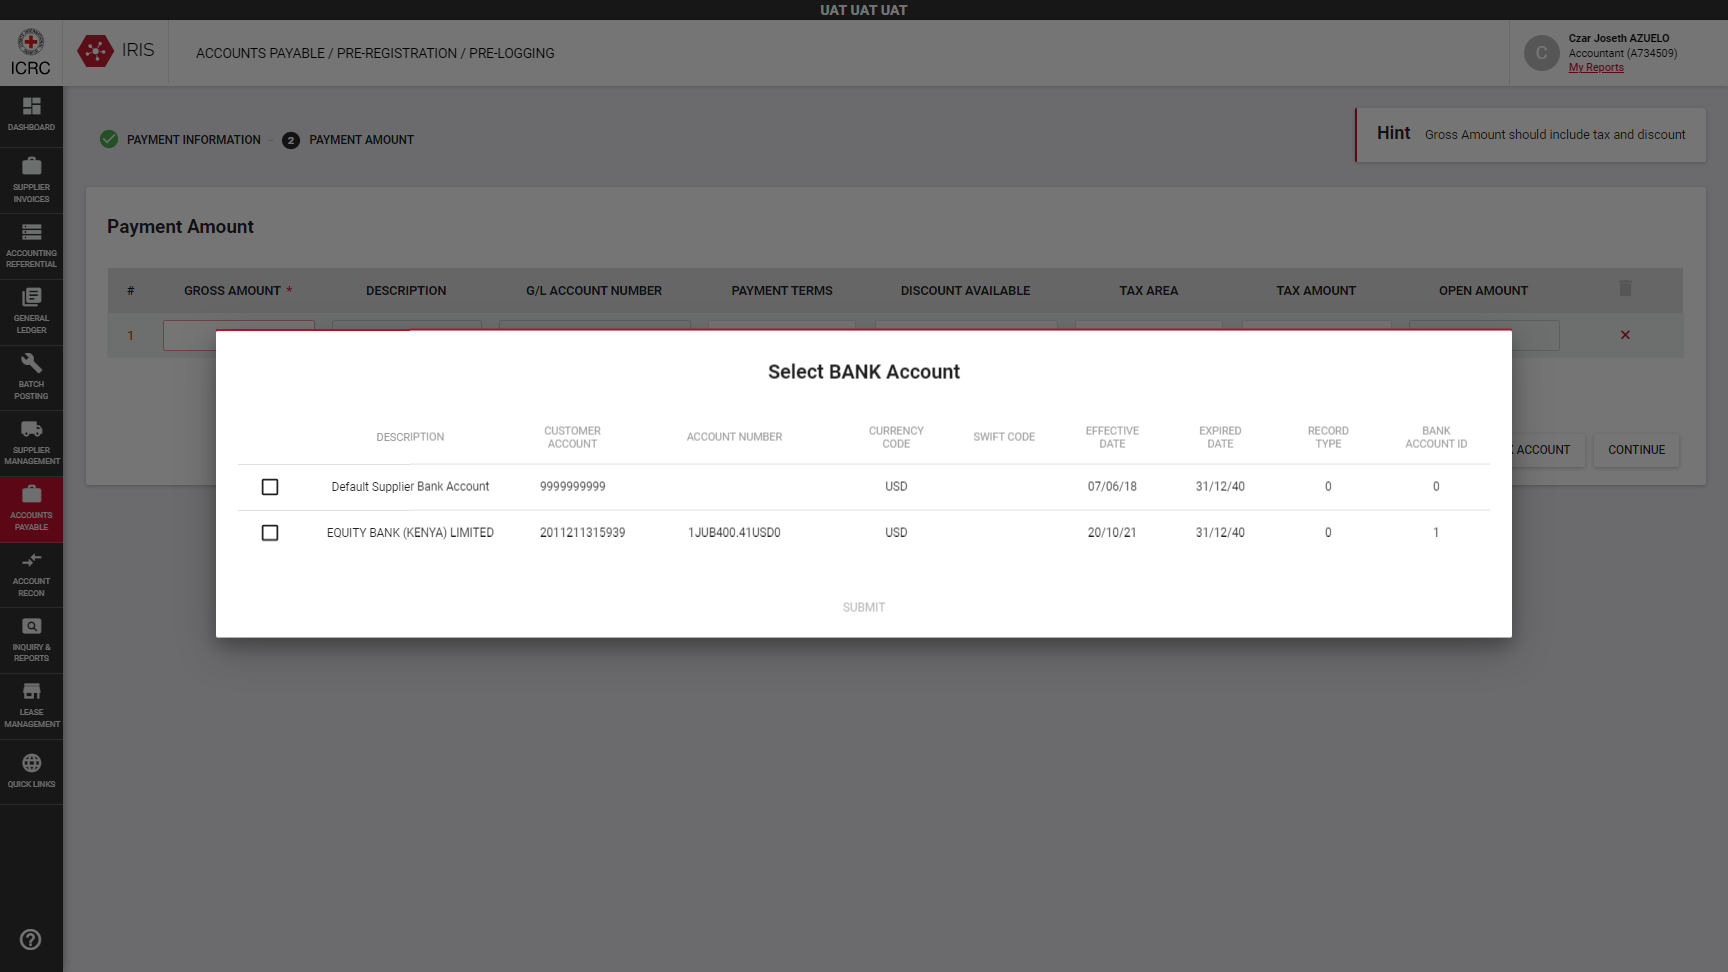 UAT UAT UAT
ICRC
IRIS
ACCOUNTS PAYABLE / PRE-REGISTRATION / PRE-LOGGING
C
Czar Joseth AZUELO
Accountant (A734509)
My Reports
DASHBOARD
SUPPLIER
INVOICES
ACCOUNTING
REFERENTIAL
GENERAL
LEDGER
BATCH
POSTING
SUPPLIER
MANAGEMENT
ACCOUNTS
PAYABLE
ACCOUNT
RECON
INQUIRY &
REPORTS
LEASE
MANAGEMENT
QUICK LINKS
PAYMENT INFORMATION - 2 PAYMENT AMOUNT
Hint Gross Amount should include tax and discount
Payment Amount
# GROSS AMOUNT * DESCRIPTION G/L ACCOUNT NUMBER PAYMENT TERMS DISCOUNT AVAILABLE TAX AREA TAX AMOUNT OPEN AMOUNT
1
ACCOUNT CONTINUE
Select BANK Account
DESCRIPTION CUSTOMER ACCOUNT ACCOUNT NUMBER CURRENCY CODE SWIFT CODE EFFECTIVE DATE EXPIRED DATE RECORD TYPE BANK ACCOUNT ID
Default Supplier Bank Account 9999999999 USD 07/06/18 31/12/40 0 0
EQUITY BANK (KENYA) LIMITED 2011211315939 1JUB400.41USD0 USD 20/10/21 31/12/40 0 1
SUBMIT